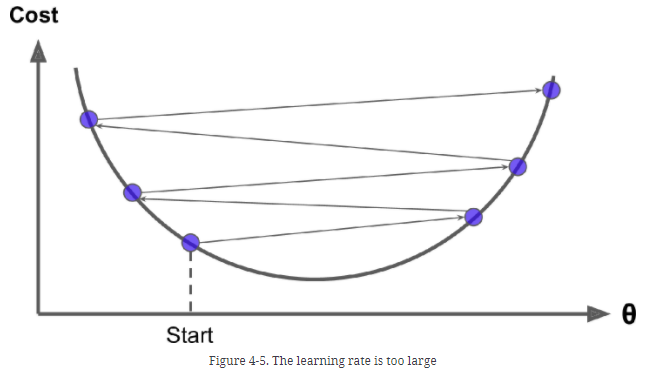 Cost
θ
Start
Figure 4-5. The learning rate is too large